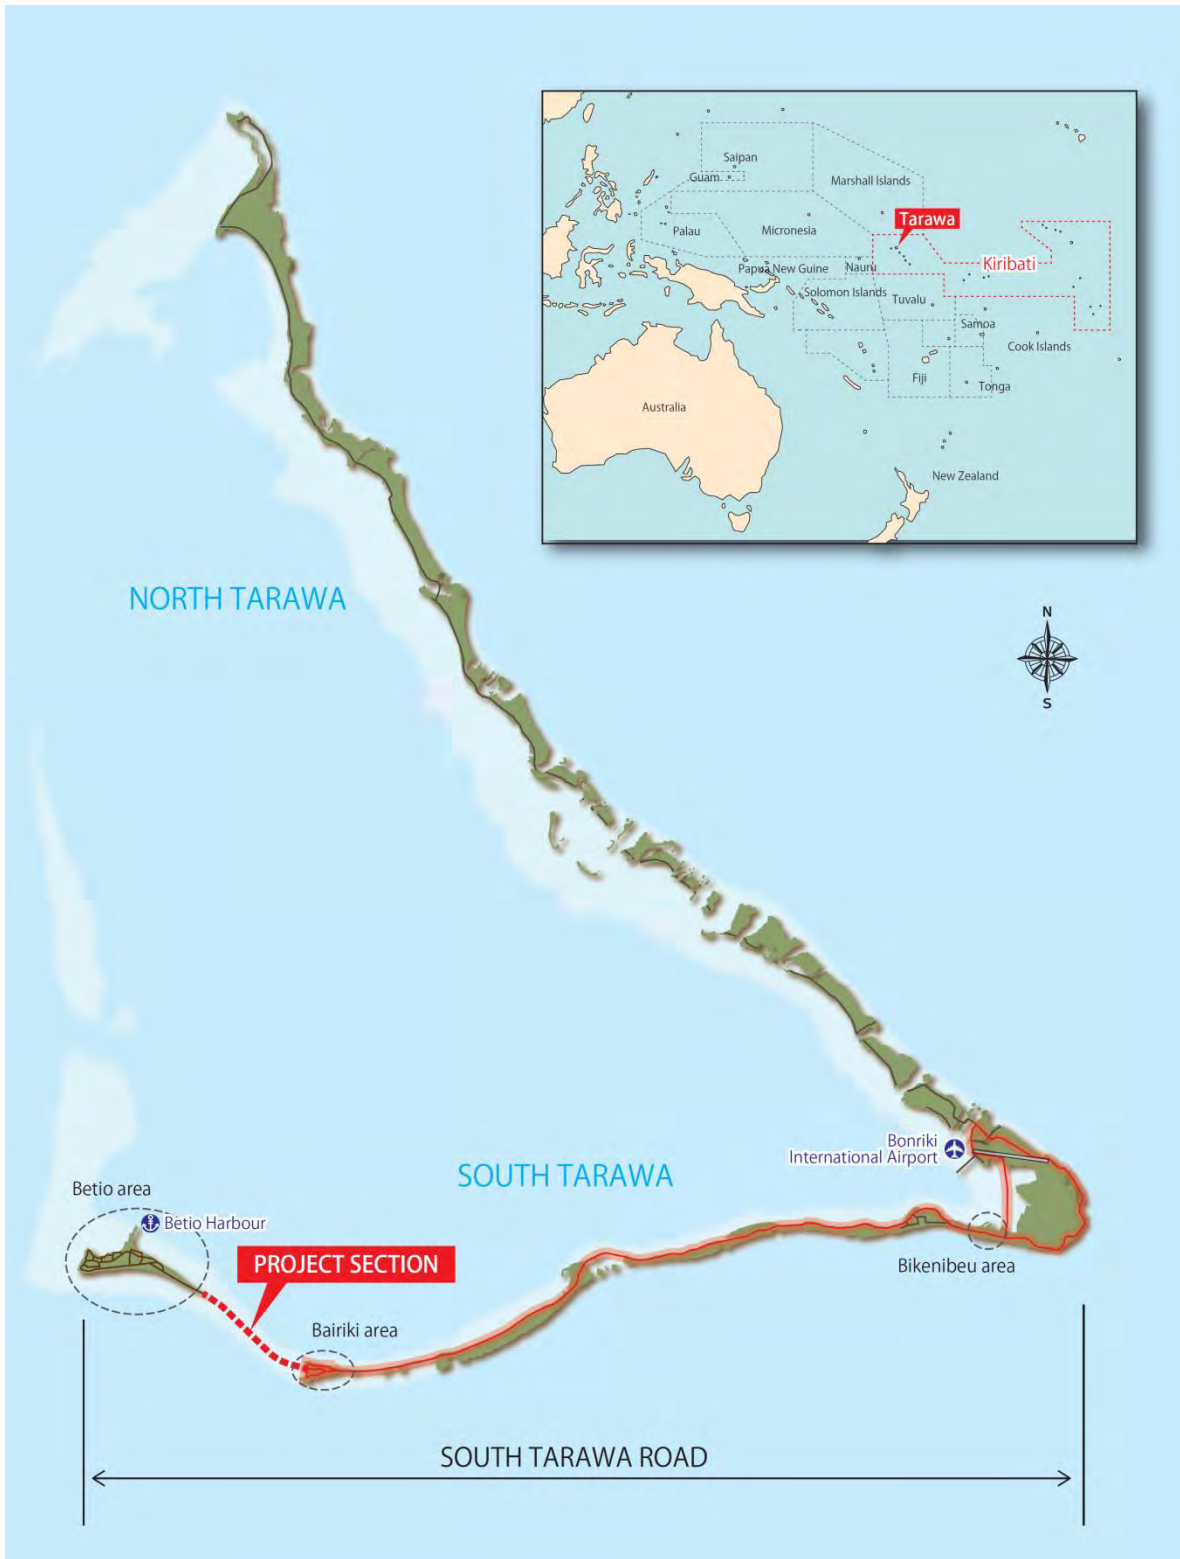 Saipan
Guam
Marshall Islands
Tarawa
Palau
Micronesia
Kiribati
Papua New Guine
Nauru
Solomon Islands
Tuvalu
Samoa
Cook Islands
Fiji
Tonga
Australia
New Zealand
NORTH TARAWA
N
S
Bonriki
International Airport
SOUTH TARAWA
Betio area
Betio Harbour
PROJECT SECTION
Bikenibeu area
Bairiki area
SOUTH TARAWA ROAD